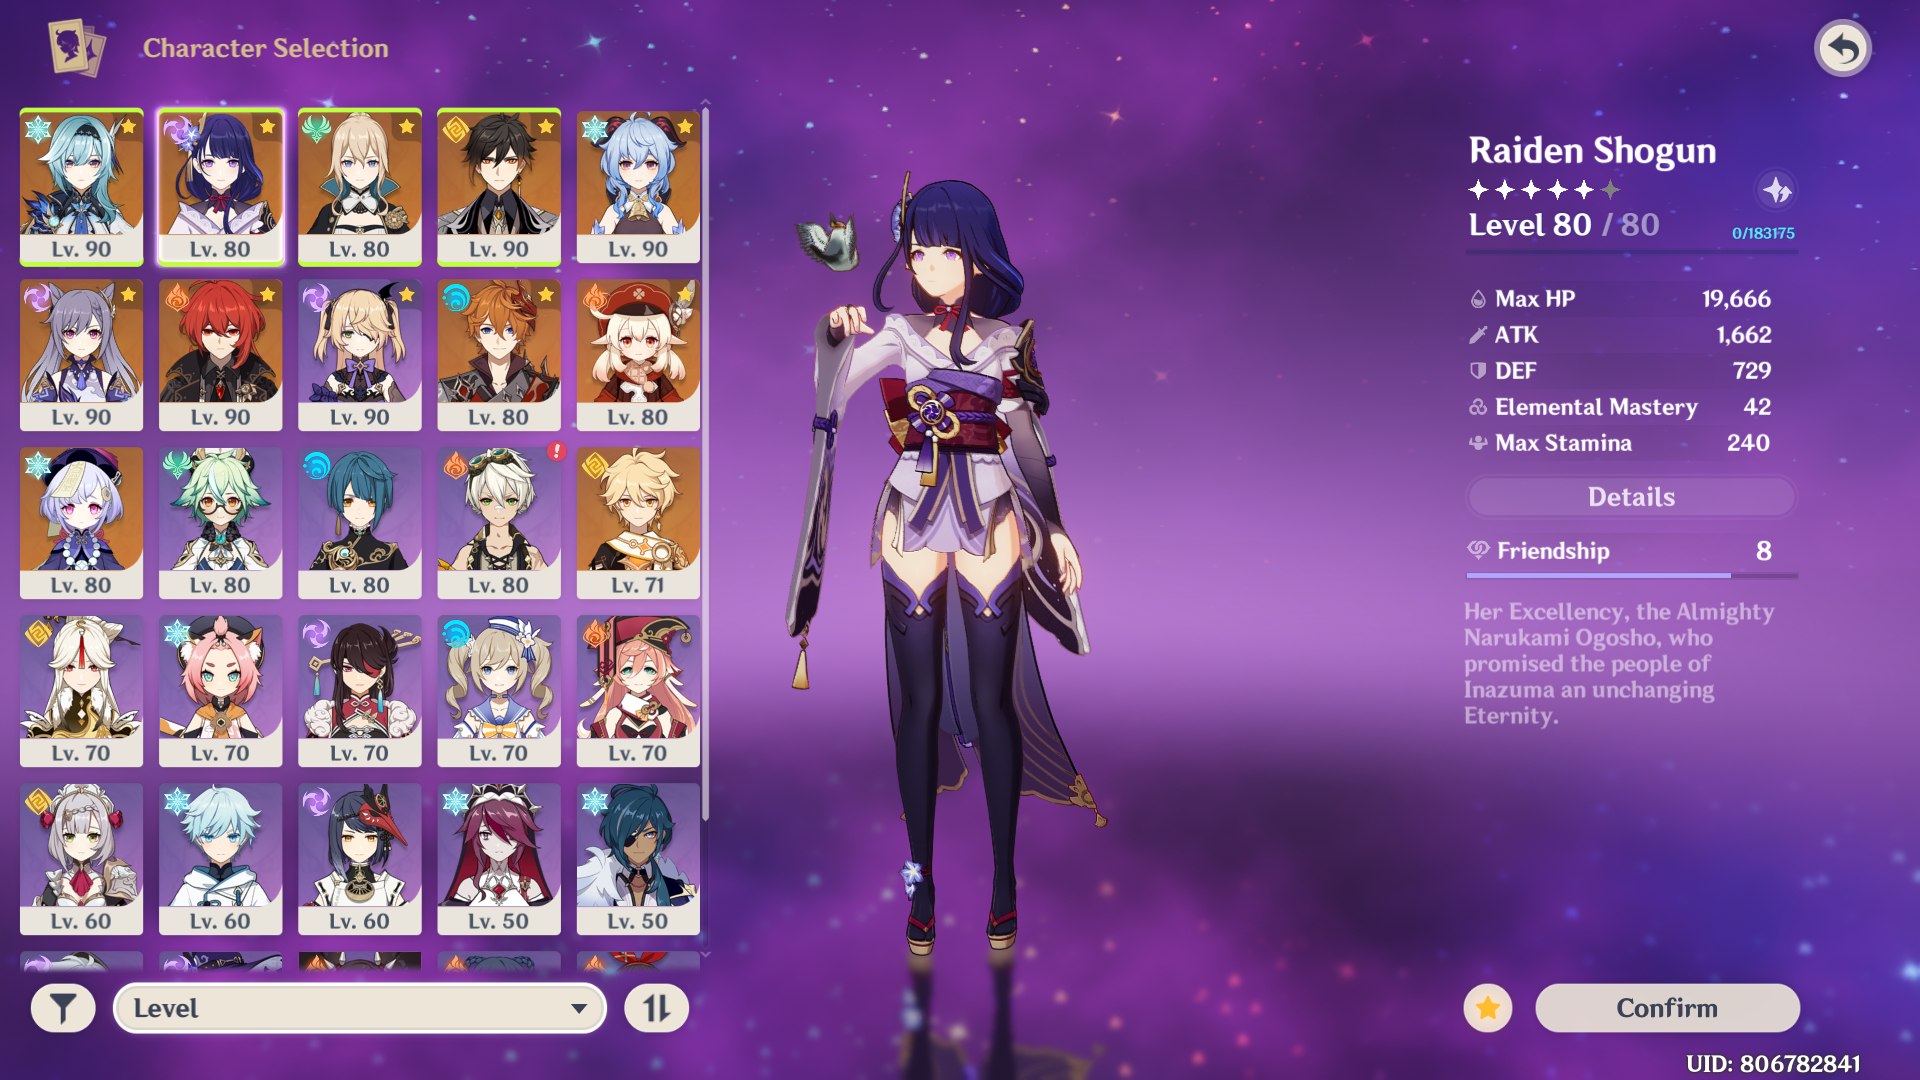 Character Selection
Lv. 90
Lv. 80
Lv. 80
Lv. 90
Lv. 90
Lv. 90
Lv. 90
Lv. 90
Lv. 80
Lv. 80
Lv. 80
Lv. 80
Lv. 80
Lv. 80
Lv. 71
Lv. 70
Lv. 70
Lv. 70
Lv. 70
Lv. 70
Lv. 60
Lv. 60
Lv. 60
Lv. 50
Lv. 50
Level
Raiden Shogun
Level 80 / 80
0/183175
Max HP 19,666
ATK 1,662
DEF 729
Elemental Mastery 42
Max Stamina 240
Details
Friendship 8
Her Excellency, the Almighty
Narukami Ogosho, who
promised the people of
Inazuma an unchanging
Eternity.
Confirm
UID: 806782841